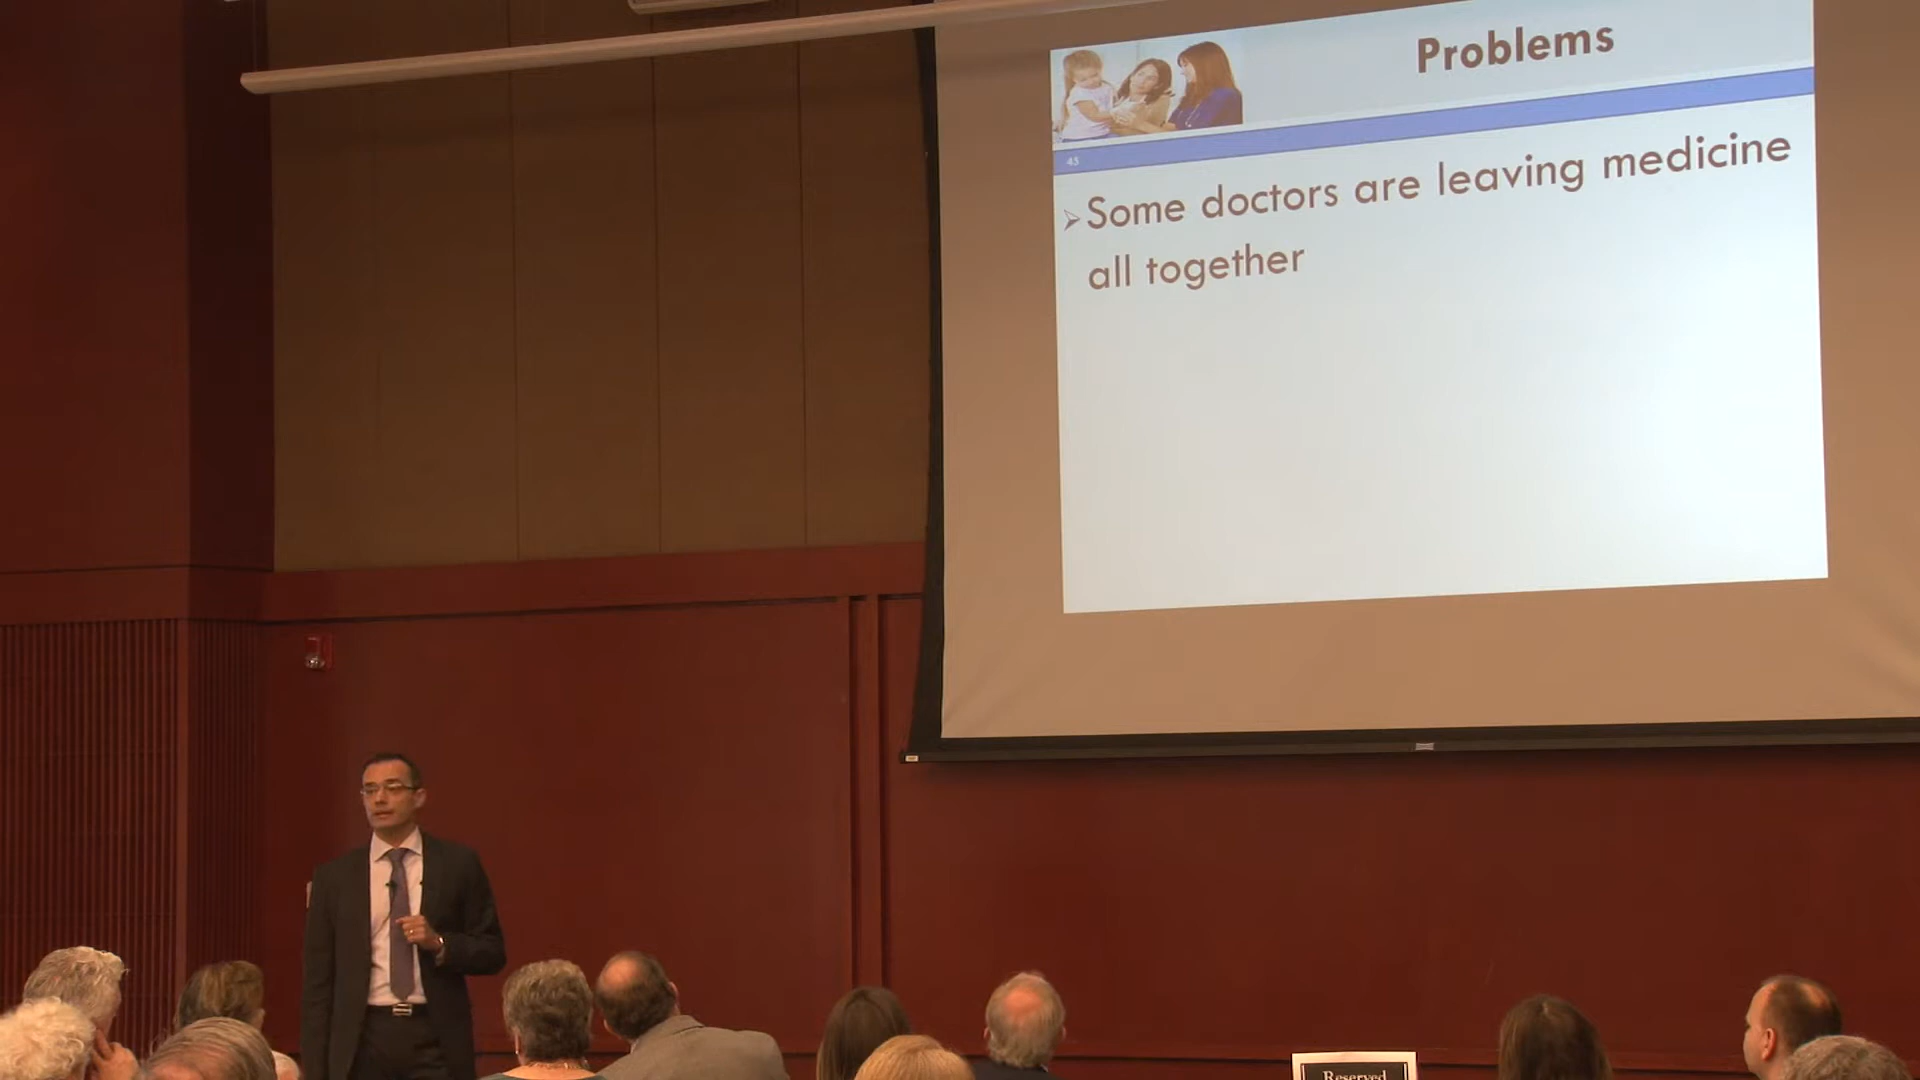 Problems
45
Some doctors are leaving medicine
all together
Reserved